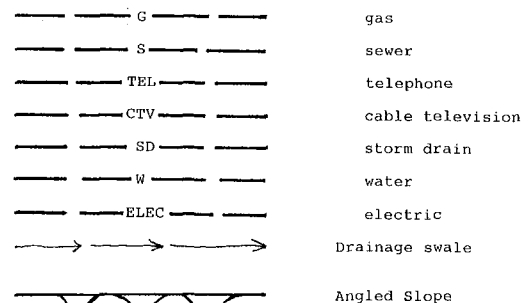 G gas
S sewer
TEL telephone
CTV cable television
SD storm drain
W water
ELEC electric
Drainage swale
Angled Slope